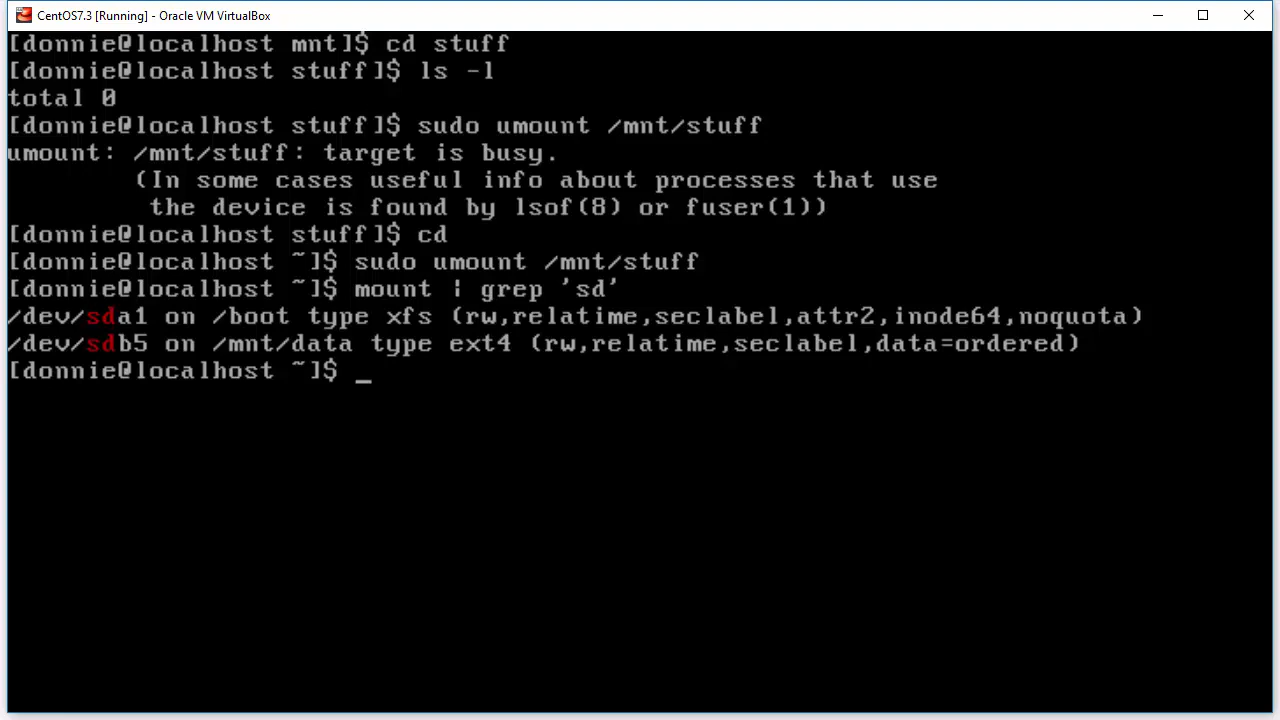 CentOS7.3 [Running] - Oracle VM VirtualBox
[donnie@localhost mnt]$ cd stuff
[donnie@localhost stuff]$ ls -l
total 0
[donnie@localhost stuff]$ sudo umount /mnt/stuff
umount: /mnt/stuff: target is busy.
        (In some cases useful info about processes that use
         the device is found by lsof(8) or fuser(1))
[donnie@localhost stuff]$ cd
[donnie@localhost ~]$ sudo umount /mnt/stuff
[donnie@localhost ~]$ mount | grep 'sd'
/dev/sda1 on /boot type xfs (rw,relatime,seclabel,attr2,inode64,noquota)
/dev/sdb5 on /mnt/data type ext4 (rw,relatime,seclabel,data=ordered)
[donnie@localhost ~]$ _